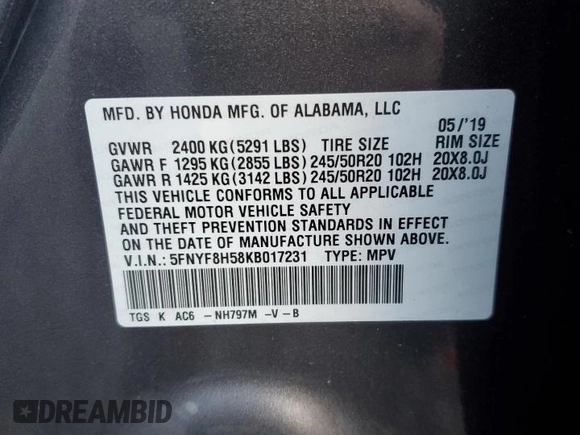 MFD. BY HONDA MFG. OF ALABAMA, LLC
05/'19
GVWR 2400 KG (5291 LBS) TIRE SIZE RIM SIZE
GAWR F 1295 KG (2855 LBS) 245/50R20 102H 20X8.0J
GAWR R 1425 KG (3142 LBS) 245/50R20 102H 20X8.0J
THIS VEHICLE CONFORMS TO ALL APPLICABLE
FEDERAL MOTOR VEHICLE SAFETY
AND THEFT PREVENTION STANDARDS IN EFFECT
ON THE DATE OF MANUFACTURE SHOWN ABOVE.
V.I.N.: 5FNYF8H58KB017231 TYPE: MPV
TGS K AC6 -NH797M -V-B
DREAMBID